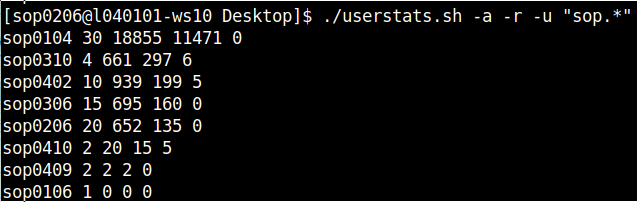 [sop0206@l040101-ws10 Desktop]$ ./userstats.sh -a -r -u "sop.*"
sop0104 30 18855 11471 0
sop0310 4 661 297 6
sop0402 10 939 199 5
sop0306 15 695 160 0
sop0206 20 652 135 0
sop0410 2 20 15 5
sop0409 2 2 2 0
sop0106 1 0 0 0